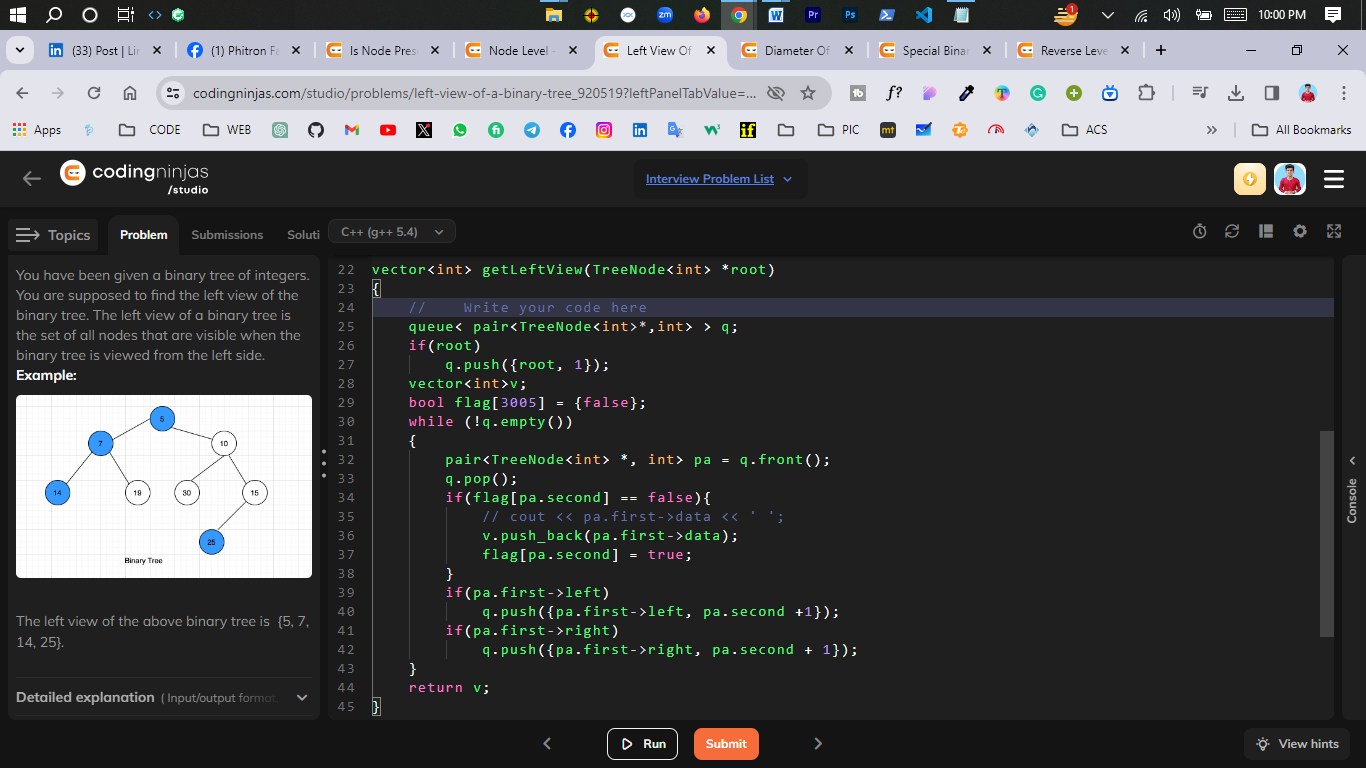 10:00 PM
1
(33) Post | Lin
(1) Phitron Fa
Is Node Pres
Node Level -
Left View Of
Diameter Of
Special Bina
Reverse Leve
codingninjas.com/studio/problems/left-view-of-a-binary-tree_920519?leftPanelTabValue=...
Apps
CODE
WEB
PIC
mt
ACS
»
All Bookmarks
codingninjas
/studio
Interview Problem List
Topics
Problem
Submissions
Soluti
C++ (g++ 5.4)
You have been given a binary tree of integers.
You are supposed to find the left view of the
binary tree. The left view of a binary tree is
the set of all nodes that are visible when the
binary tree is viewed from the left side.
Example:
5
7
10
14
19
30
15
25
Binary Tree
The left view of the above binary tree is {5, 7,
14, 25}.
Detailed explanation ( Input/output format,
22 vector<int> getLeftView(TreeNode<int> *root)
23 {
24 //    Write your code here
25 queue< pair<TreeNode<int>*,int> > q;
26 if(root)
27 q.push({root, 1});
28 vector<int>v;
29 bool flag[3005] = {false};
30 while (!q.empty())
31 {
32 pair<TreeNode<int> *, int> pa = q.front();
33 q.pop();
34 if(flag[pa.second] == false){
35 // cout << pa.first->data << ' ';
36 v.push_back(pa.first->data);
37 flag[pa.second] = true;
38 }
39 if(pa.first->left)
40 q.push({pa.first->left, pa.second +1});
41 if(pa.first->right)
42 q.push({pa.first->right, pa.second + 1});
43 }
44 return v;
45 }
Console
Run
Submit
View hints